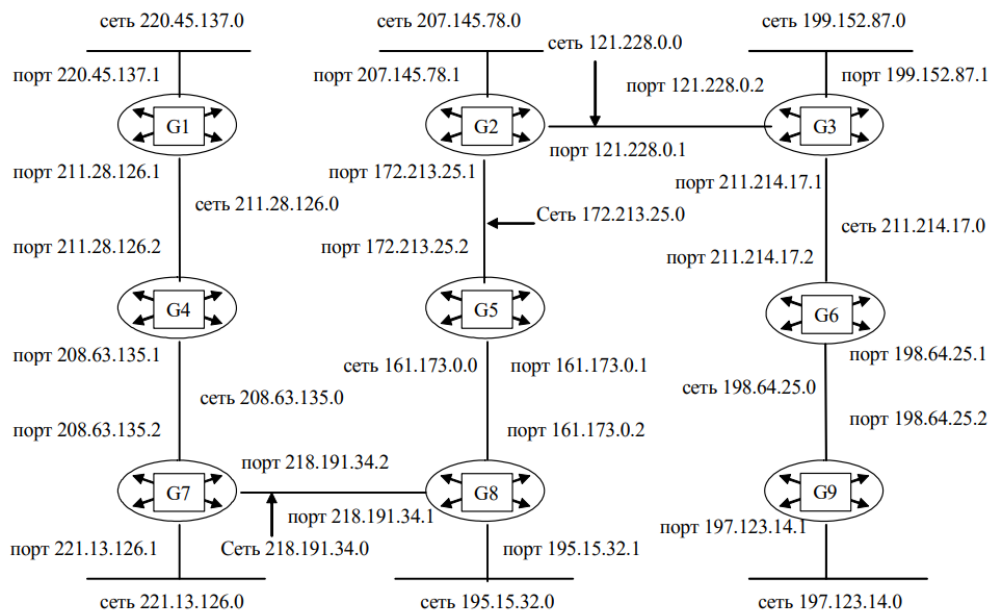 сеть 220.45.137.0
сеть 207.145.78.0
сеть 199.152.87.0
сеть 121.228.0.0
порт 220.45.137.1
порт 207.145.78.1
порт 121.228.0.2
порт 199.152.87.1
G1
G2
G3
порт 121.228.0.1
порт 211.28.126.1
порт 172.213.25.1
порт 211.214.17.1
сеть 211.28.126.0
Сеть 172.213.25.0
сеть 211.214.17.0
порт 211.28.126.2
порт 172.213.25.2
порт 211.214.17.2
G4
G5
G6
порт 208.63.135.1
сеть 161.173.0.0
порт 161.173.0.1
порт 198.64.25.1
сеть 208.63.135.0
сеть 198.64.25.0
порт 208.63.135.2
порт 161.173.0.2
порт 198.64.25.2
порт 218.191.34.2
G7
G8
G9
порт 218.191.34.1
порт 197.123.14.1
порт 221.13.126.1
Сеть 218.191.34.0
порт 195.15.32.1
сеть 221.13.126.0
сеть 195.15.32.0
сеть 197.123.14.0